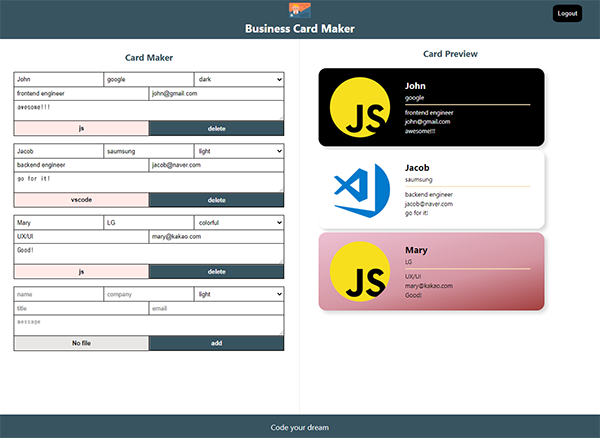 Logout
Business Card Maker
Card Maker
John google dark
frontend engineer john@gmail.com
awesome!!!
js delete
Jacob saumsung light
backend engineer jacob@naver.com
go for it!
vscode delete
Mary LG colorful
UX/UI mary@kakao.com
Good!
js delete
name company light
title email
message
No file add
Card Preview
JS
John
google
frontend engineer
john@gmail.com
awesome!!!
Jacob
saumsung
backend engineer
jacob@naver.com
go for it!
JS
Mary
LG
UX/UI
mary@kakao.com
Good!
Code your dream